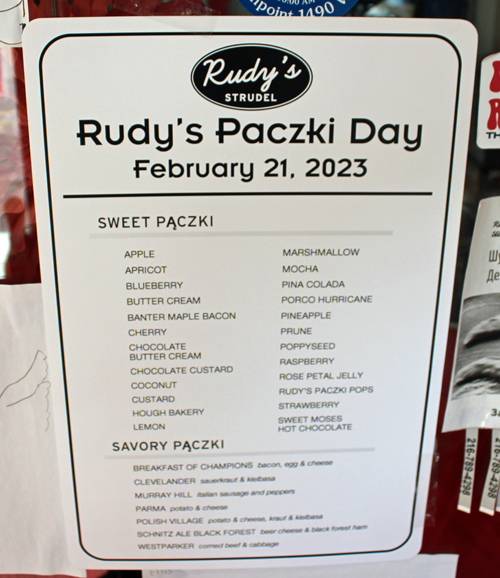 point 1490 V
Rudy's
STRUDEL
Rudy's Paczki Day
February 21, 2023
SWEET PĄCZKI
APPLE
APRICOT
BLUEBERRY
BUTTER CREAM
BANTER MAPLE BACON
CHERRY
CHOCOLATE
BUTTER CREAM
CHOCOLATE CUSTARD
COCONUT
CUSTARD
HOUGH BAKERY
LEMON
MARSHMALLOW
MOCHA
PINA COLADA
PORCO HURRICANE
PINEAPPLE
PRUNE
POPPYSEED
RASPBERRY
ROSE PETAL JELLY
RUDY'S PACZKI POPS
STRAWBERRY
SWEET MOSES
HOT CHOCOLATE
SAVORY PĄCZKI
BREAKFAST OF CHAMPIONS bacon, egg & cheese
CLEVELANDER sauerkraut & kielbasa
MURRAY HILL italian sausage and peppers
PARMA potato & cheese
POLISH VILLAGE potato & cheese, kraut & kielbasa
SCHNITZ ALE BLACK FOREST beer cheese & black forest ham
WESTPARKER corned beef & cabbage
216-789-4298
216-789-4298